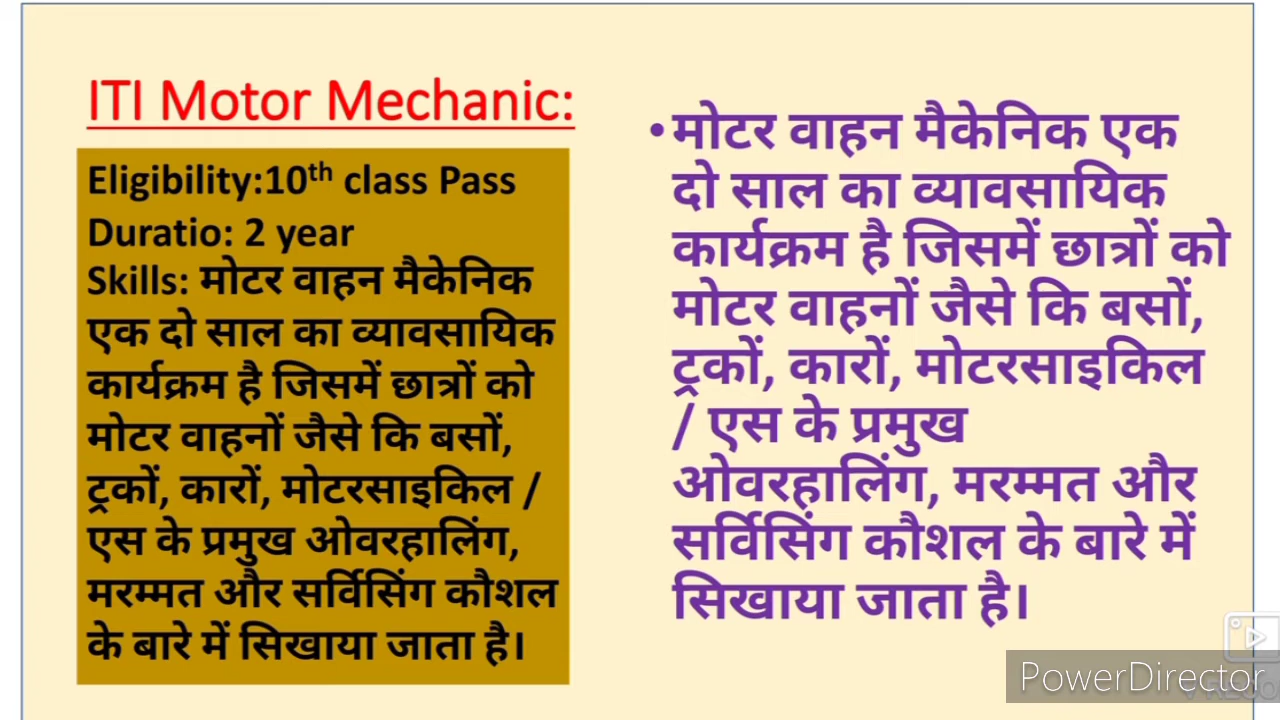 ITI Motor Mechanic:
Eligibility:10th class Pass
Duratio: 2 year
Skills: मोटर वाहन मैकेनिक
एक दो साल का व्यावसायिक
कार्यक्रम है जिसमें छात्रों को
मोटर वाहनों जैसे कि बसों,
ट्रकों, कारों, मोटरसाइकिल /
एस के प्रमुख ओवरहालिंग,
मरम्मत और सर्विसिंग कौशल
के बारे में सिखाया जाता है।
•मोटर वाहन मैकेनिक एक
दो साल का व्यावसायिक
कार्यक्रम है जिसमें छात्रों को
मोटर वाहनों जैसे कि बसों,
ट्रकों, कारों, मोटरसाइकिल
/ एस के प्रमुख
ओवरहालिंग, मरम्मत और
सर्विसिंग कौशल के बारे में
सिखाया जाता है।
PowerDirector